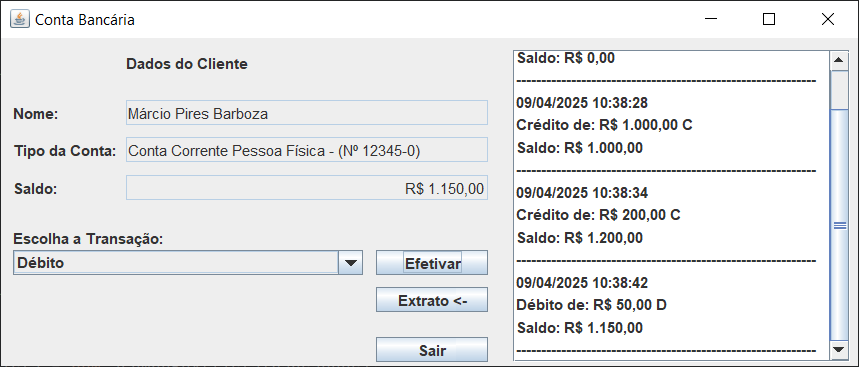 Conta Bancária
Dados do Cliente
Nome: Márcio Pires Barboza
Tipo da Conta: Conta Corrente Pessoa Física - (Nº 12345-0)
Saldo: R$ 1.150,00
Escolha a Transação:
Débito
Efetivar
Extrato <-
Sair
Saldo: R$ 0,00
------------------------------------------------------------
09/04/2025 10:38:28
Crédito de: R$ 1.000,00 C
Saldo: R$ 1.000,00
------------------------------------------------------------
09/04/2025 10:38:34
Crédito de: R$ 200,00 C
Saldo: R$ 1.200,00
------------------------------------------------------------
09/04/2025 10:38:42
Débito de: R$ 50,00 D
Saldo: R$ 1.150,00
------------------------------------------------------------